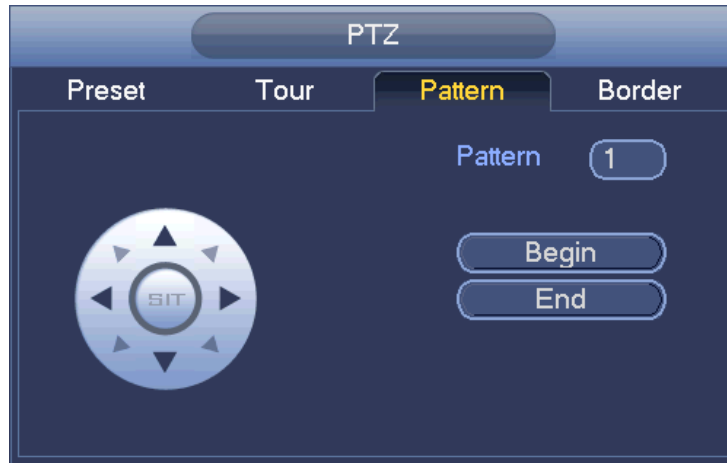 PTZ
Preset Tour Pattern Border
Pattern 1
SIT
Begin
End